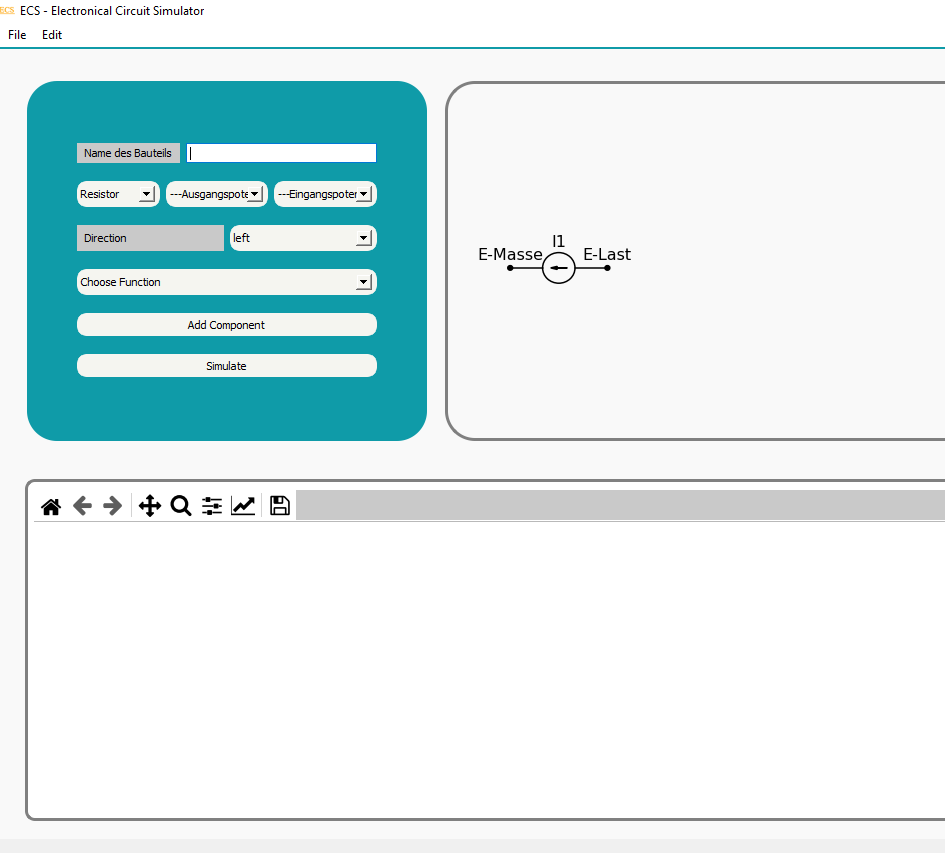 ECS ECS - Electronical Circuit Simulator
File Edit
Name des Bauteils
Resistor ---Ausgangspote ---Eingangspoter
Direction left
Choose Function
Add Component
Simulate
I1
E-Masse E-Last